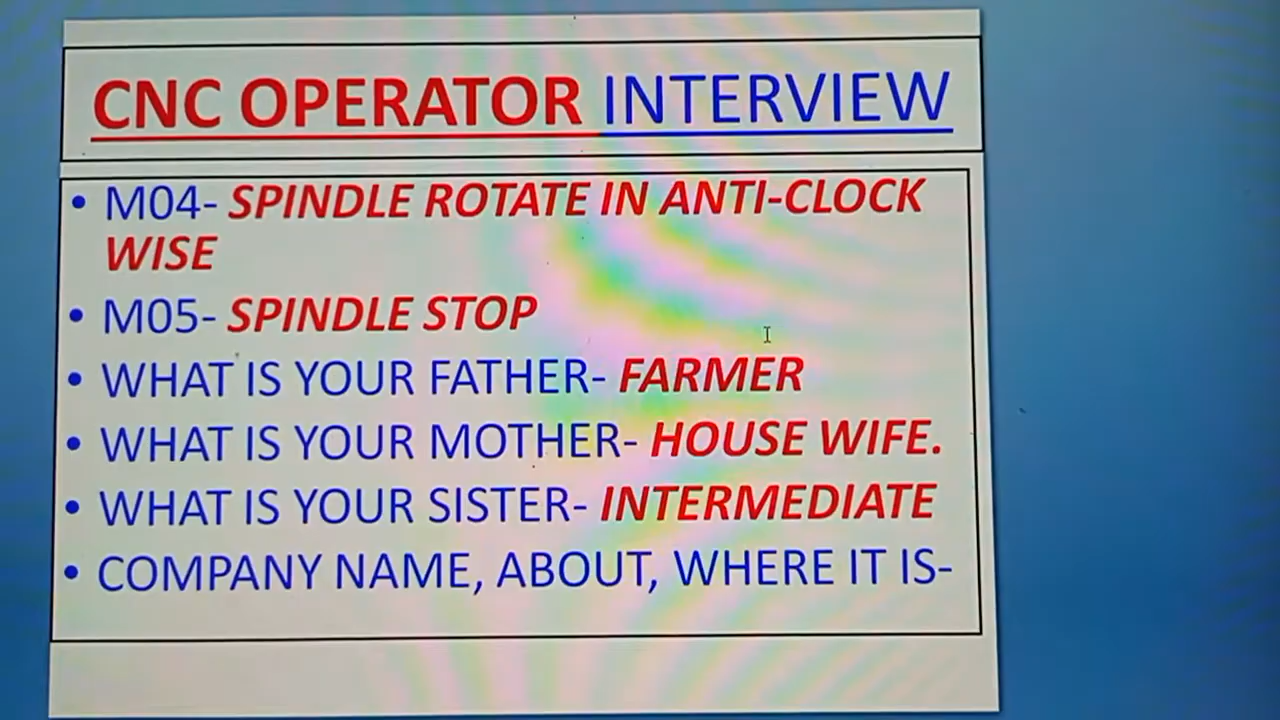 CNC OPERATOR INTERVIEW
• M04- SPINDLE ROTATE IN ANTI-CLOCK
WISE
• M05- SPINDLE STOP
• WHAT IS YOUR FATHER- FARMER
• WHAT IS YOUR MOTHER- HOUSE WIFE.
• WHAT IS YOUR SISTER- INTERMEDIATE
• COMPANY NAME, ABOUT, WHERE IT IS-